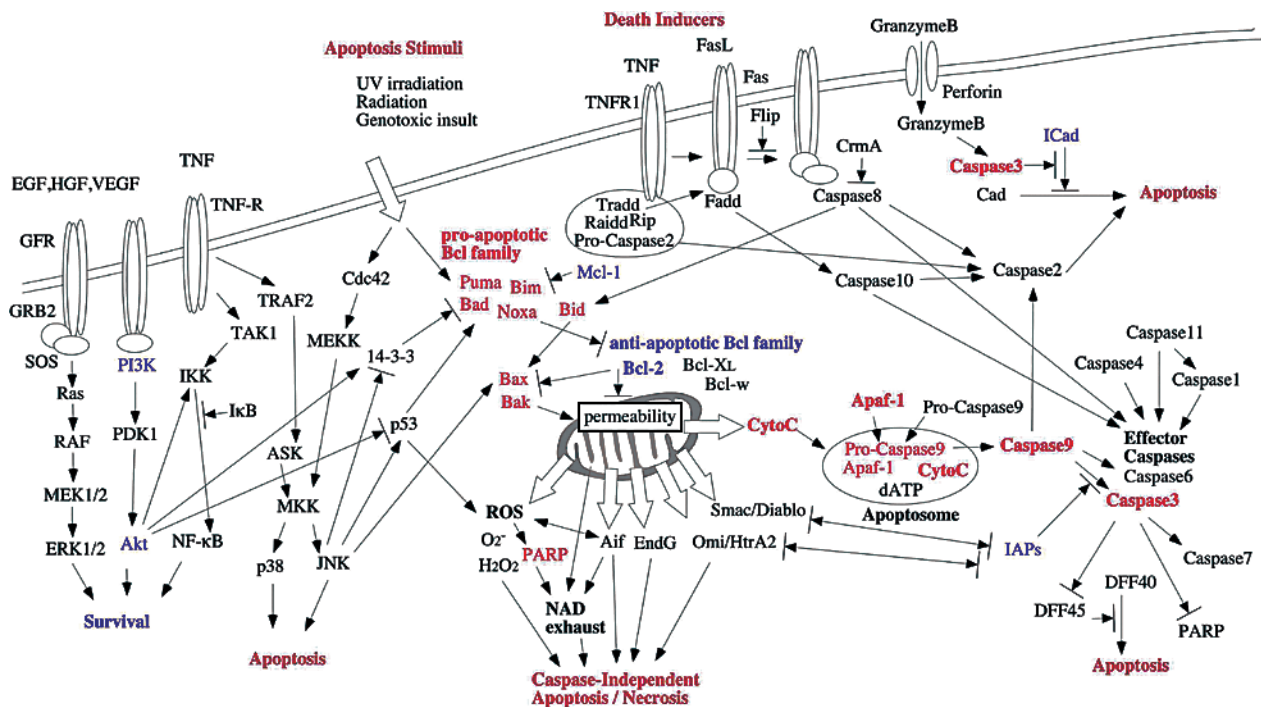 Death Inducers
Apoptosis Stimuli
UV irradiation
Radiation
Genotoxic insult
TNF
TNFR1
FasL
Fas
Flip
CrmA
GranzymeB
Perforin
GranzymeB
Caspase3
ICad
Cad
Apoptosis
EGF,HGF,VEGF
TNF
TNF-R
GFR
GRB2
SOS
PI3K
Tradd
Raidd Rip
Pro-Caspase2
Fadd
Caspase8
Caspase10
Caspase2
pro-apoptotic
Bcl family
Puma
Bim
Bad
Noxa
Bid
Mcl-1
Cdc42
TRAF2
TAK1
MEKK
14-3-3
anti-apoptotic Bcl family
Bcl-2
Bcl-XL
Bcl-w
Bax
Bak
permeability
CytoC
Ras
RAF
MEK1/2
ERK1/2
PDK1
Akt
IKK
IκB
NF-κB
ASK
MKK
p38
JNK
p53
Survival
Apoptosis
Apaf-1
Pro-Caspase9
Pro-Caspase9
Apaf-1
CytoC
dATP
Apoptosome
Caspase9
Caspase11
Caspase4
Caspase1
Effector
Caspases
Caspase6
Caspase3
Caspase7
ROS
O2-
H2O2
PARP
Aif
EndG
Smac/Diablo
Omi/HtrA2
IAPs
NAD
exhaust
DFF40
DFF45
PARP
Apoptosis
Caspase-Independent
Apoptosis / Necrosis